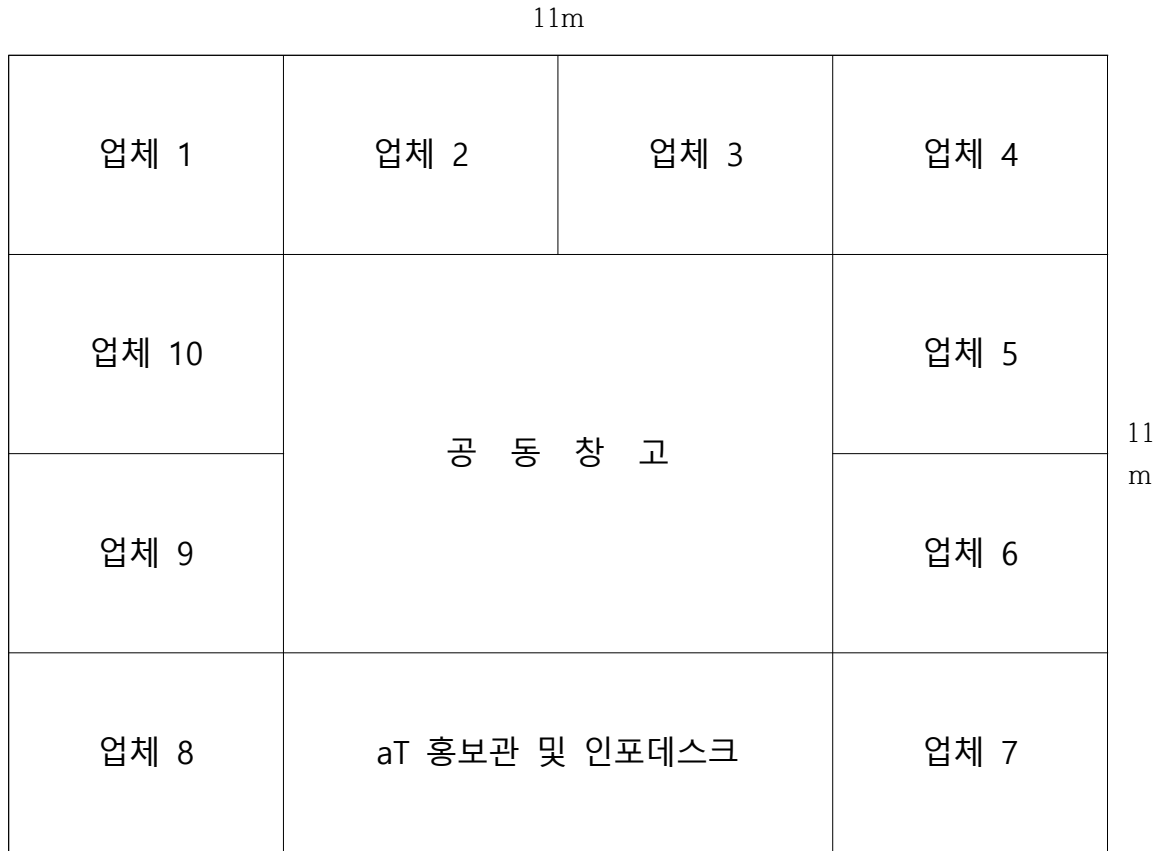 11m
업체 1
업체 2
업체 3
업체 4
업체 10
업체 5
공 동 창 고
11
m
업체 9
업체 6
업체 8
aT 홍보관 및 인포데스크
업체 7